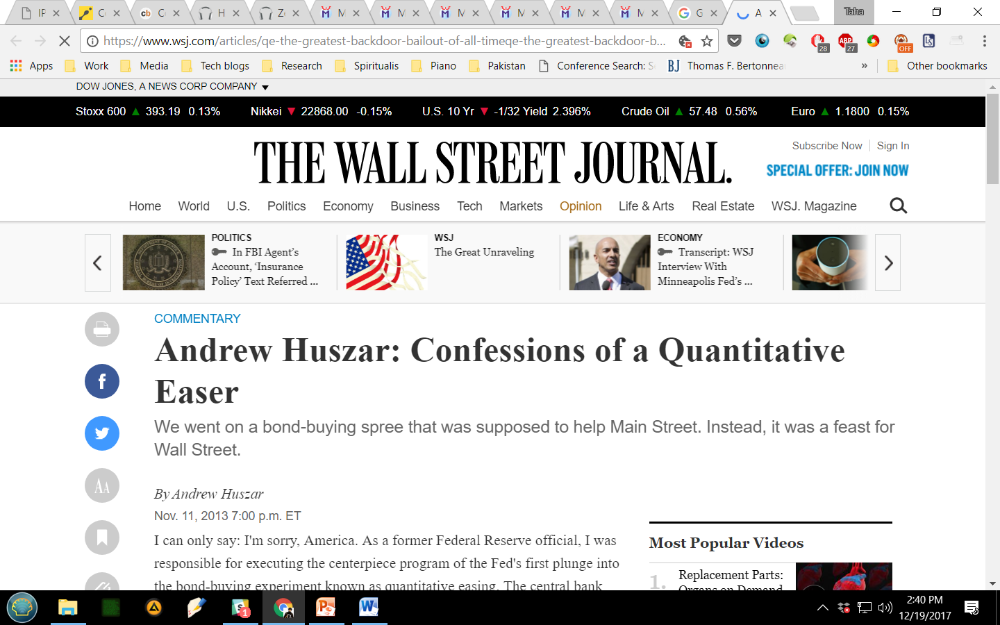 IP
C
cb C
H
Z
M M
M M
M M
M M
M M
M M
G G
A
Taha
https://www.wsj.com/articles/qe-the-greatest-backdoor-bailout-of-all-timeqe-the-greatest-backdoor-b...
28
ABP 27
OFF
LS
Apps Work Media Tech blogs Research Spiritualis Piano Pakistan Conference Search: S BJ Thomas F. Bertonnea » Other bookmarks
DOW JONES, A NEWS CORP COMPANY
Stoxx 600 ▲ 393.19 0.13% Nikkei ▼ 22868.00 -0.15% U.S. 10 Yr ▼ -1/32 Yield 2.396% Crude Oil ▲ 57.48 0.56% Euro ▲ 1.1800 0.15%
THE WALL STREET JOURNAL.
Subscribe Now Sign In
SPECIAL OFFER: JOIN NOW
Home World U.S. Politics Economy Business Tech Markets Opinion Life & Arts Real Estate WSJ. Magazine
POLITICS
In FBI Agent's
Account, ‘Insurance
Policy’ Text Referred ...
WSJ
The Great Unraveling
ECONOMY
Transcript: WSJ
Interview With
Minneapolis Fed's ...
COMMENTARY
Andrew Huszar: Confessions of a Quantitative
Easer
We went on a bond-buying spree that was supposed to help Main Street. Instead, it was a feast for
Wall Street.
By Andrew Huszar
Nov. 11, 2013 7:00 p.m. ET
I can only say: I'm sorry, America. As a former Federal Reserve official, I was
responsible for executing the centerpiece program of the Fed's first plunge into
the bond-buying experiment known as quantitative easing. The central bank
f
AA
Most Popular Videos
1. Replacement Parts:
Organs on Demand
S 1
P
W
2:40 PM
12/19/2017
3